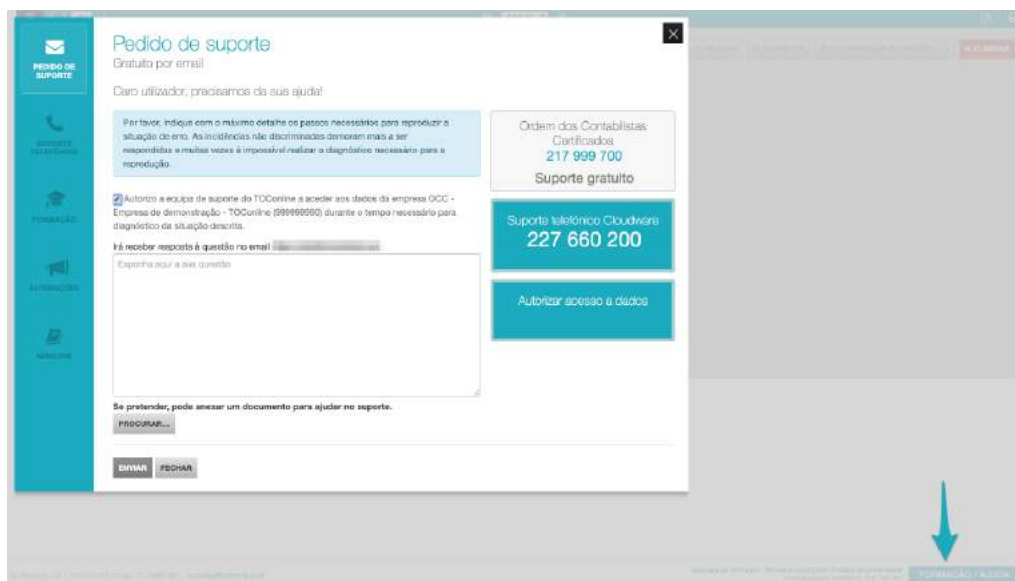 Pedido de suporte
Gratuito por email
Caro utilizador, precisamos da sua ajuda!
Por favor, indique com o máximo detalhe os passos necessários para reproduzir a
situação de erro. As incidências não discriminadas demoram mais a ser
respondidas e muitas vezes é impossível realizar o diagnóstico necessário para a
reprodução.
Autorizo a equipa de suporte do TOConline a aceder aos dados da empresa OCC -
Empresa de demonstração - TOConline (999999990) durante o tempo necessário para
diagnóstico da situação descrita.
Irá receber resposta à questão no email
Exponha aqui a sua questão
Se pretender, pode anexar um documento para ajudar no suporte.
PROCURAR...
ENVIAR FECHAR
PEDIDO DE
SUPORTE
SUPORTE
TELEFÓNICO
FORMAÇÃO
ALTERAÇÕES
MANUAIS
Ordem dos Contabilistas
Certificados
217 999 700
Suporte gratuito
Suporte telefónico Cloudware
227 660 200
Autorizar acesso a dados
FORMAÇÃO / AJUDA